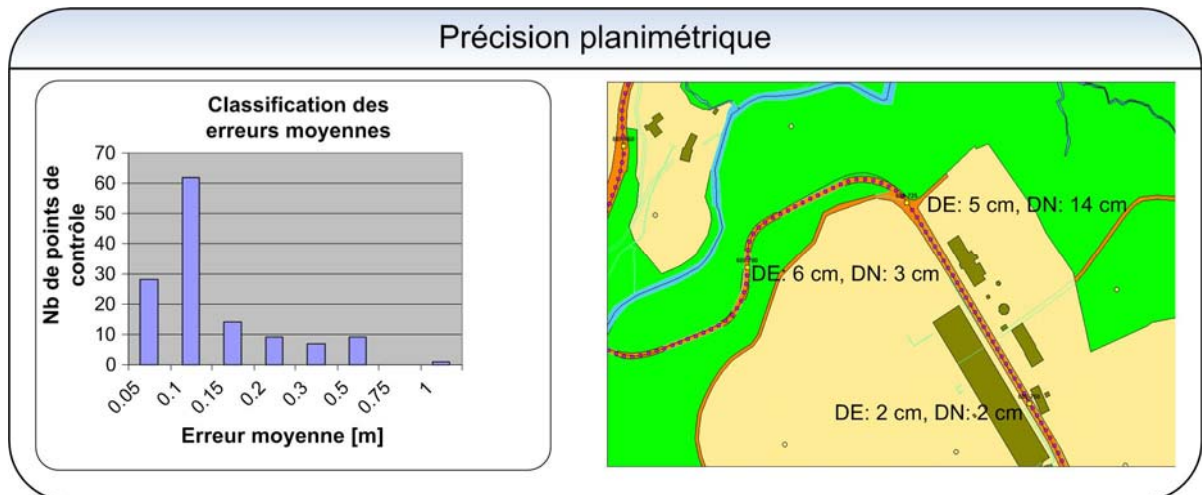 Précision planimétrique
Classification des
erreurs moyennes
Nb de points de
contrôle
70
60
50
40
30
20
10
0
0.05
0.1
0.15
0.2
0.3
0.5
0.75
1
Erreur moyenne [m]
DE: 5 cm, DN: 14 cm
DE: 6 cm, DN: 3 cm
DE: 2 cm, DN: 2 cm